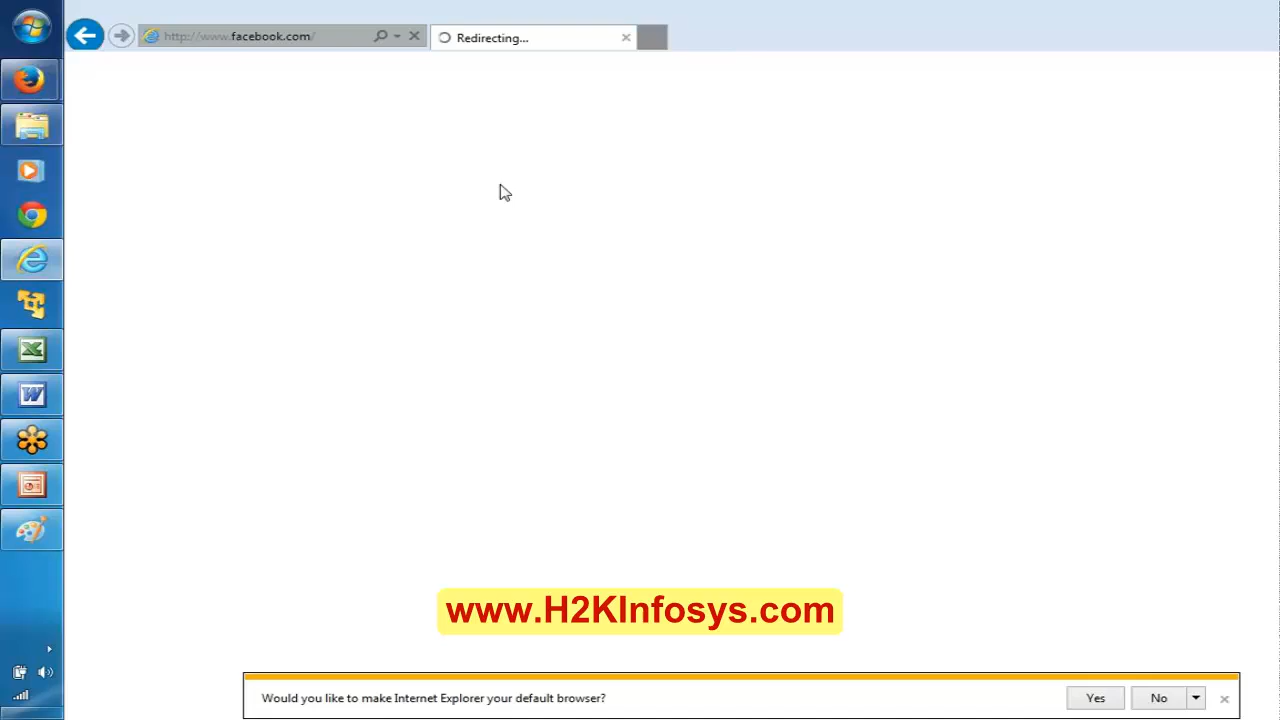 http://www.facebook.com/
Redirecting...
www.H2KInfosys.com
Would you like to make Internet Explorer your default browser?
Yes
No